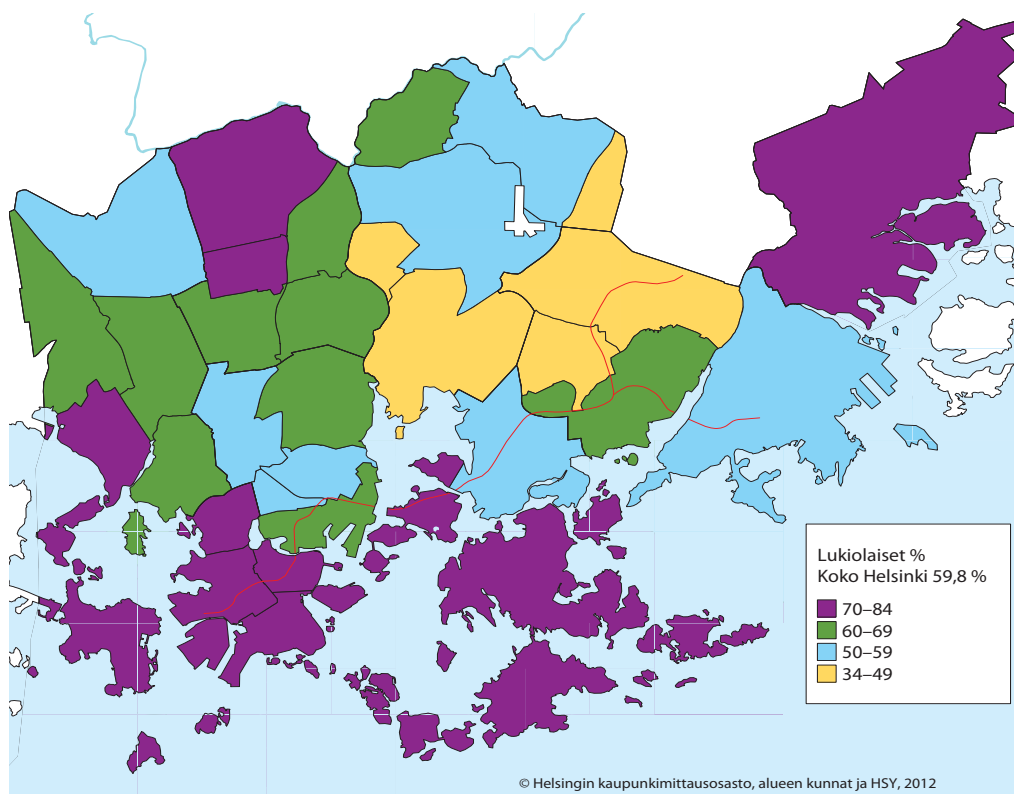 Lukiolaiset %
Koko Helsinki 59,8 %
70–84
60–69
50–59
34–49
© Helsingin kaupunkimittausosasto, alueen kunnat ja HSY, 2012